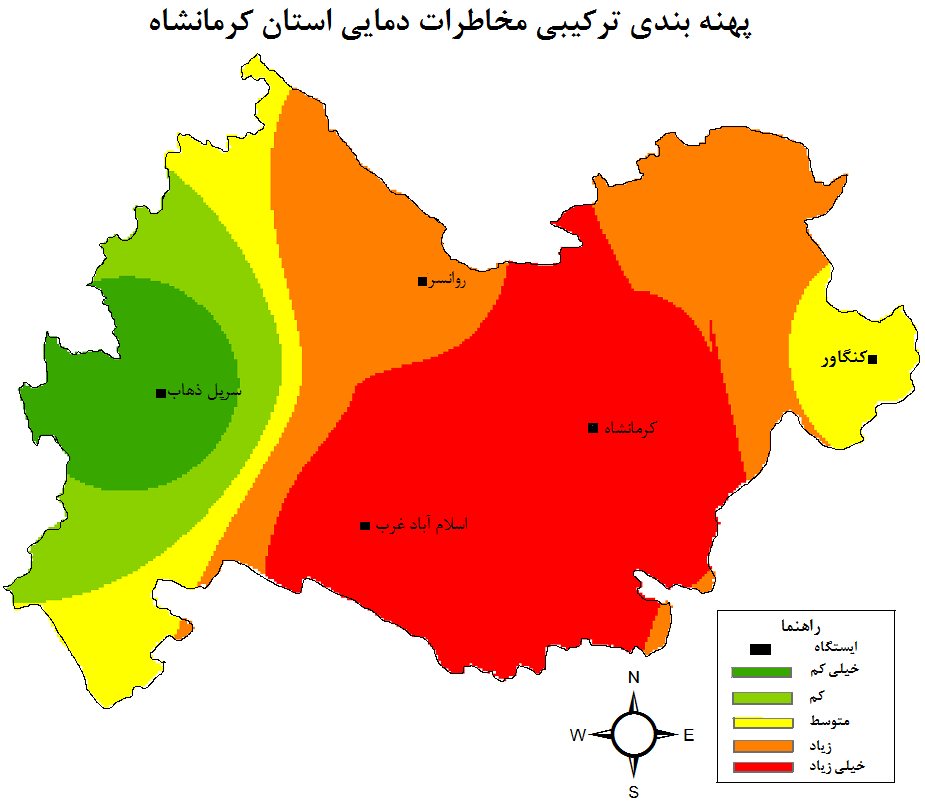 پهنه بندی ترکیبی مخاطرات دمایی استان کرمانشاه
روانسر
کنگاور
سرپل ذهاب
کرمانشاه
اسلام آباد غرب
راهنما
ایستگاه
خیلی کم
کم
متوسط
زیاد
خیلی زیاد
N
W E
S